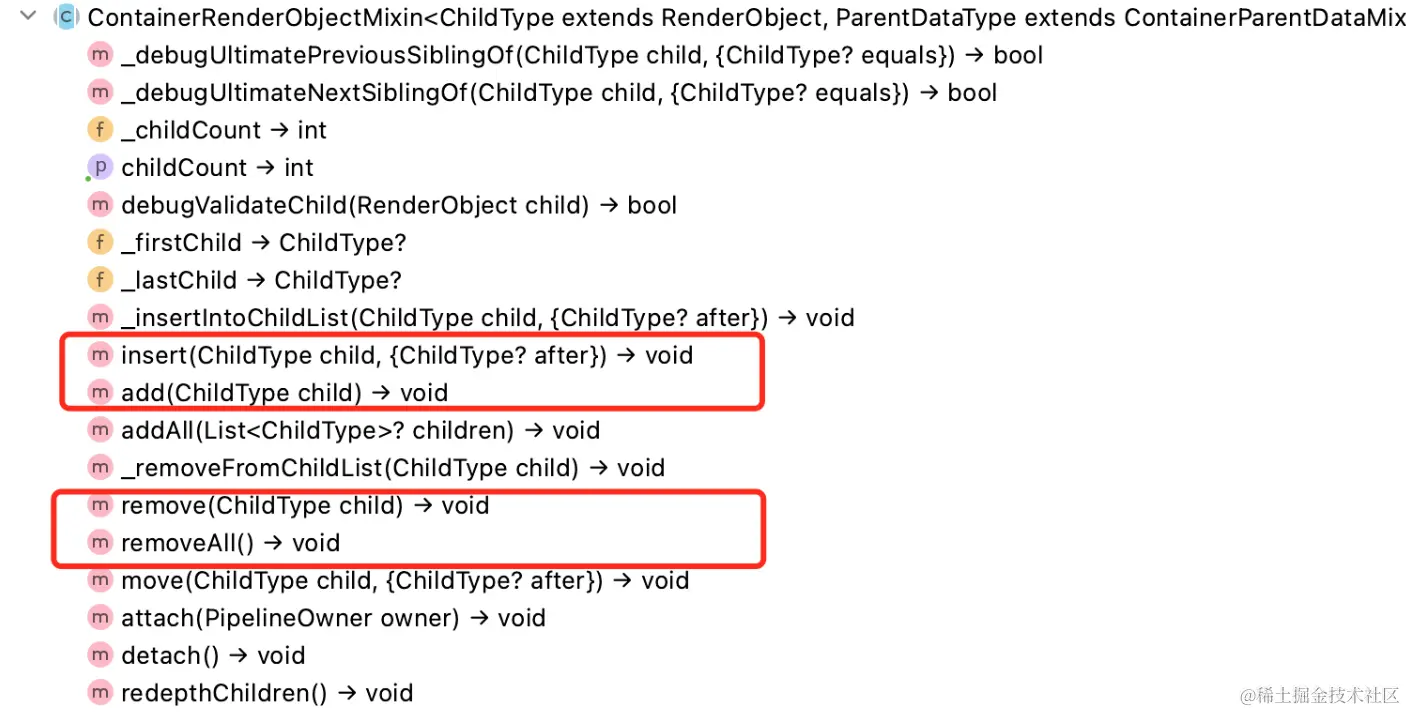 ContainerRenderObjectMixin<ChildType extends RenderObject, ParentDataType extends ContainerParentDataMix
m _debugUltimatePreviousSiblingOf(ChildType child, {ChildType? equals}) → bool
m _debugUltimateNextSiblingOf(ChildType child, {ChildType? equals}) → bool
f _childCount → int
p childCount → int
m debugValidateChild(RenderObject child) → bool
f _firstChild → ChildType?
f _lastChild → ChildType?
m _insertIntoChildList(ChildType child, {ChildType? after}) → void
m insert(ChildType child, {ChildType? after}) → void
m add(ChildType child) → void
m addAll(List<ChildType>? children) → void
m _removeFromChildList(ChildType child) → void
m remove(ChildType child) → void
m removeAll() → void
m move(ChildType child, {ChildType? after}) → void
m attach(PipelineOwner owner) → void
m detach() → void
m redepthChildren() → void
@稀土掘金技术社区